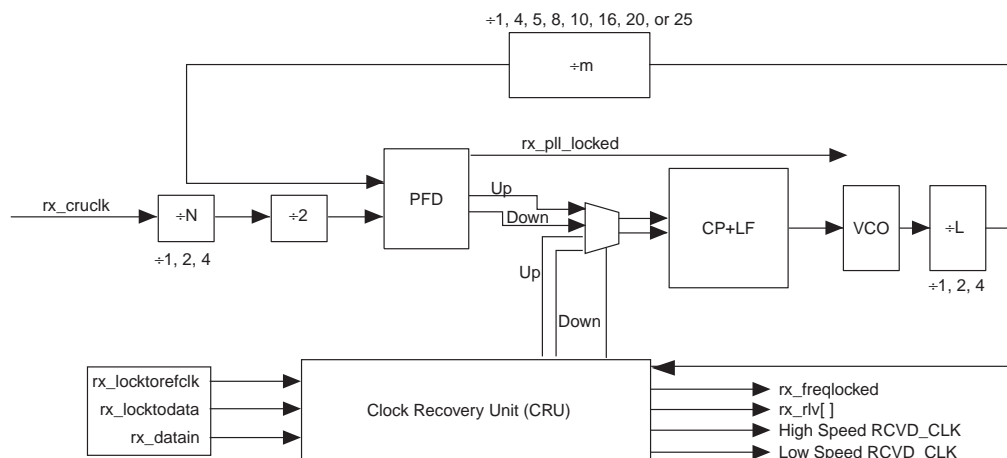 ÷1, 4, 5, 8, 10, 16, 20, or 25
÷m
rx_pll_locked
rx_cruclk
÷N
÷1, 2, 4
÷2
PFD
Up
Down
Up
Down
CP+LF
VCO
÷L
÷1, 2, 4
rx_locktorefclk
rx_locktodata
rx_datain
Clock Recovery Unit (CRU)
rx_freqlocked
rx_rlv[ ]
High Speed RCVD_CLK
Low Speed RCVD_CLK